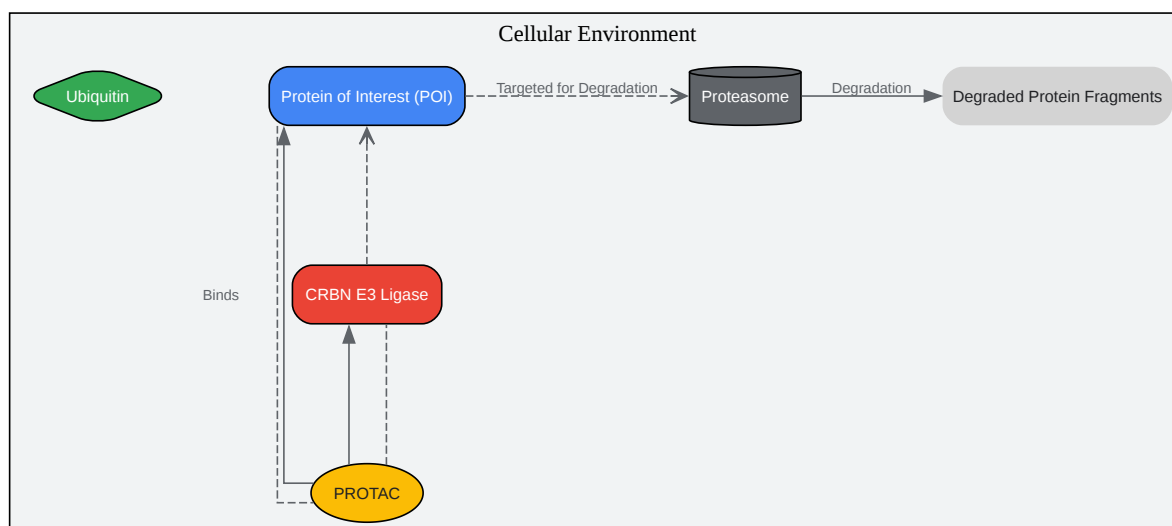 Cellular Environment
Ubiquitin
Protein of Interest (POI)
Targeted for Degradation
Proteasome
Degradation
Degraded Protein Fragments
Binds
CRBN E3 Ligase
PROTAC